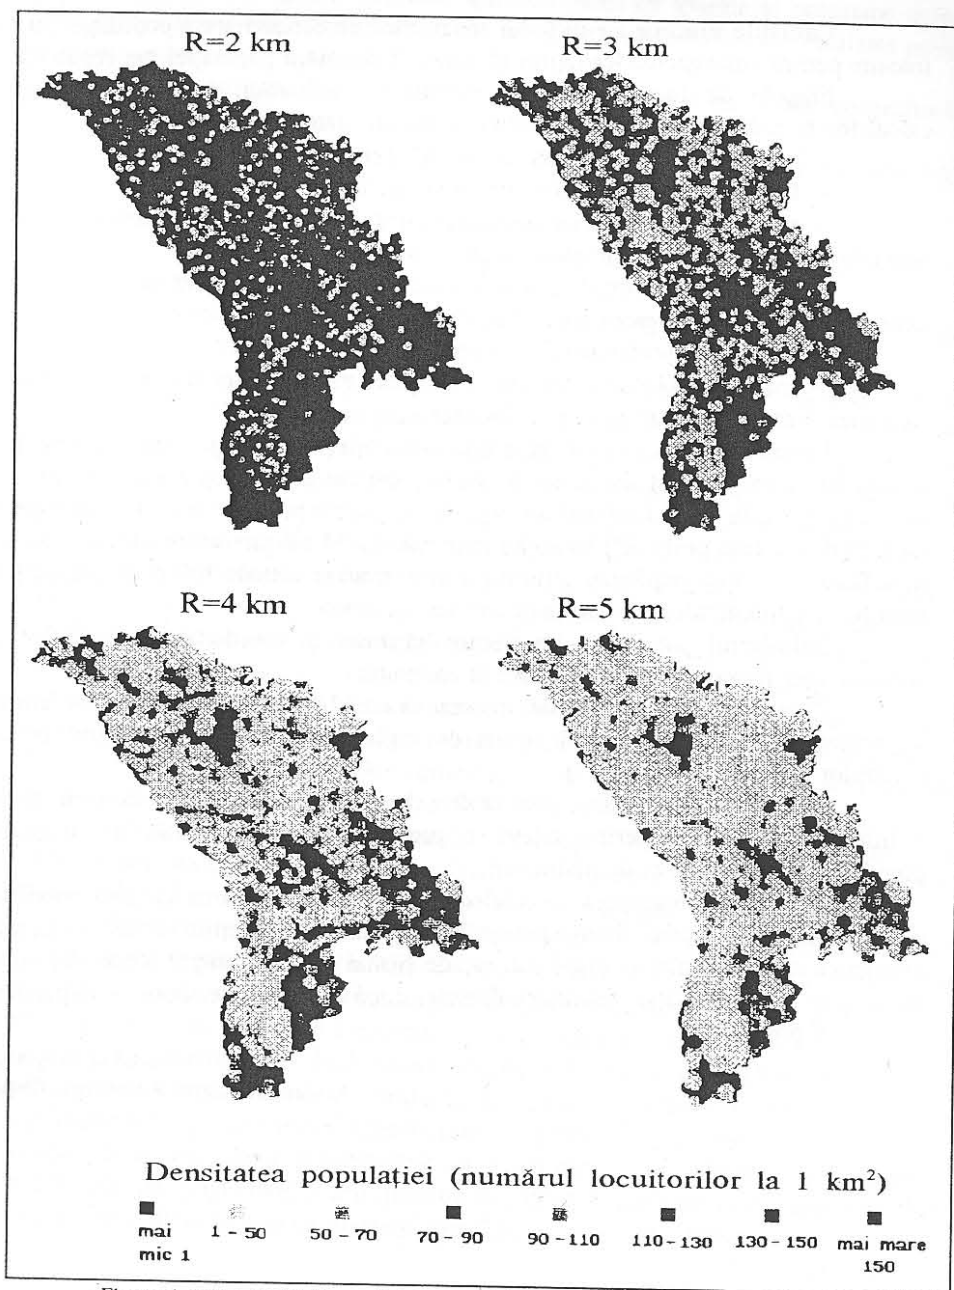 R=2 km
R=3 km
R=4 km
R=5 km
Densitatea populației (numărul locuitorilor la 1 km²)
mai mic 1
1 – 50
50 – 70
70 – 90
90 – 110
110 – 130
130 – 150
mai mare 150